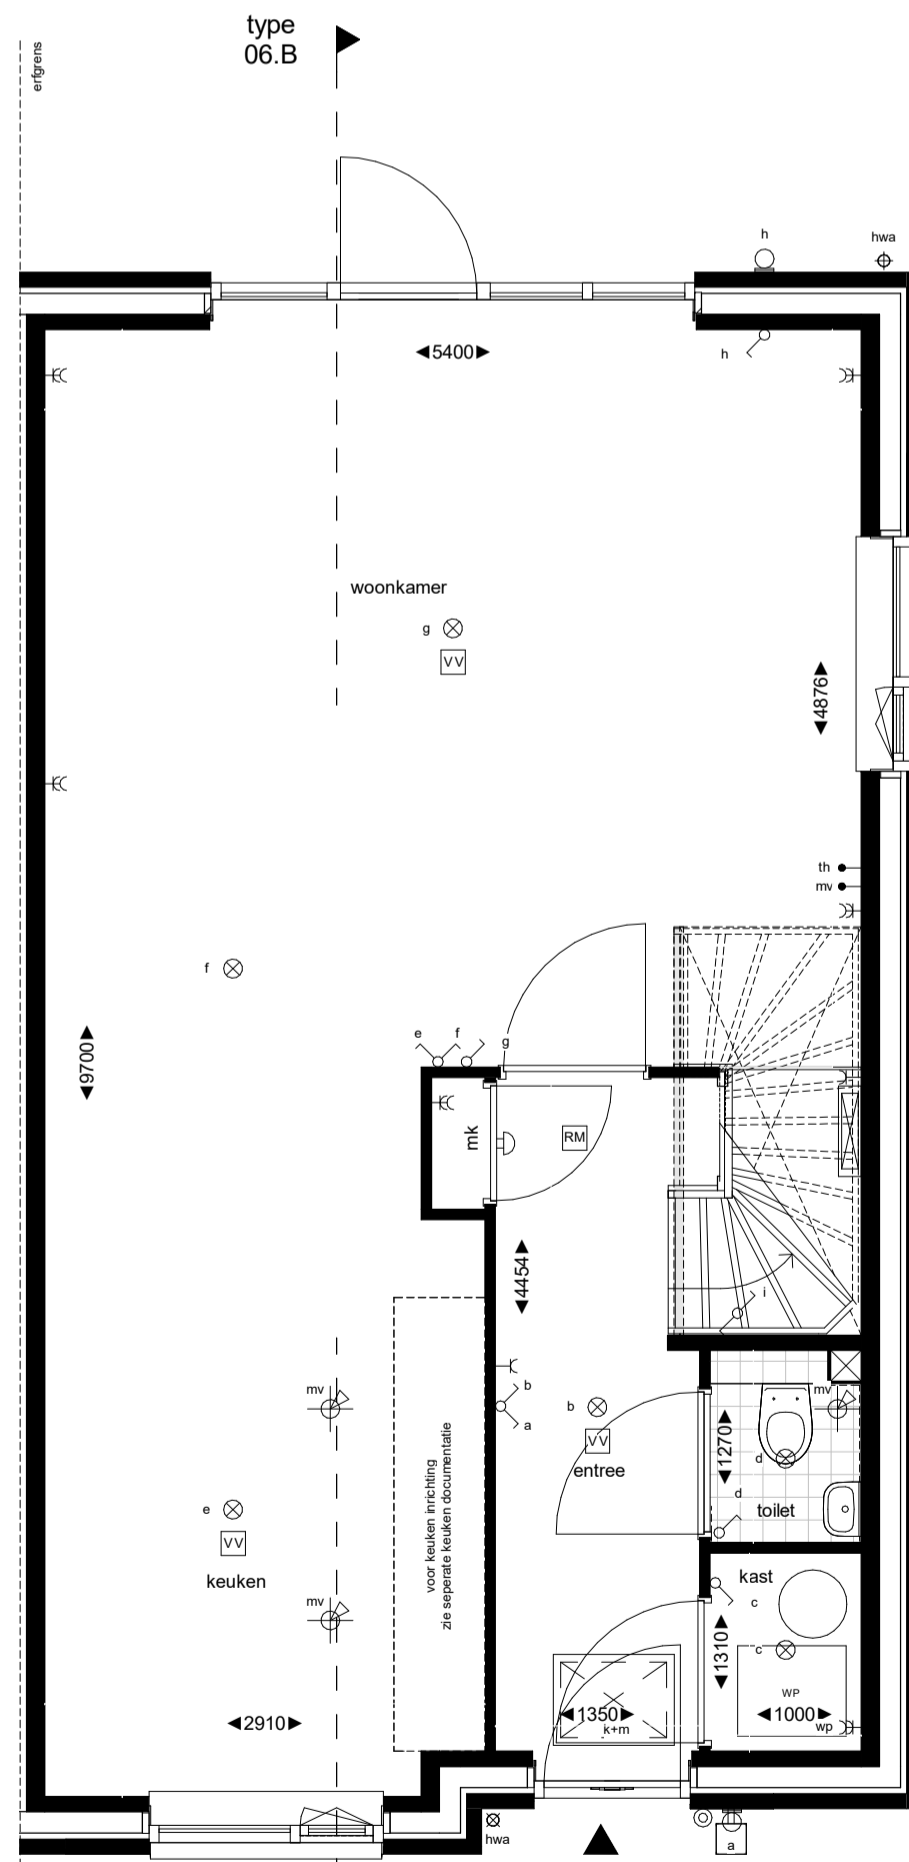 type
06.B
erfgrens
h
hwa
5400
h
woonkamer
g
VV
4876
th
mv
f
9700
e
f
g
mk
RM
4454
i
mv
b
a
b
VV
entree
mv
1270
d
d
toilet
voor keuken inrichting
zie seperate keuken documentatie
e
VV
keuken
mv
kast
c
c
1310
WP
1000
wp
2910
1350
k+m
hwa
a